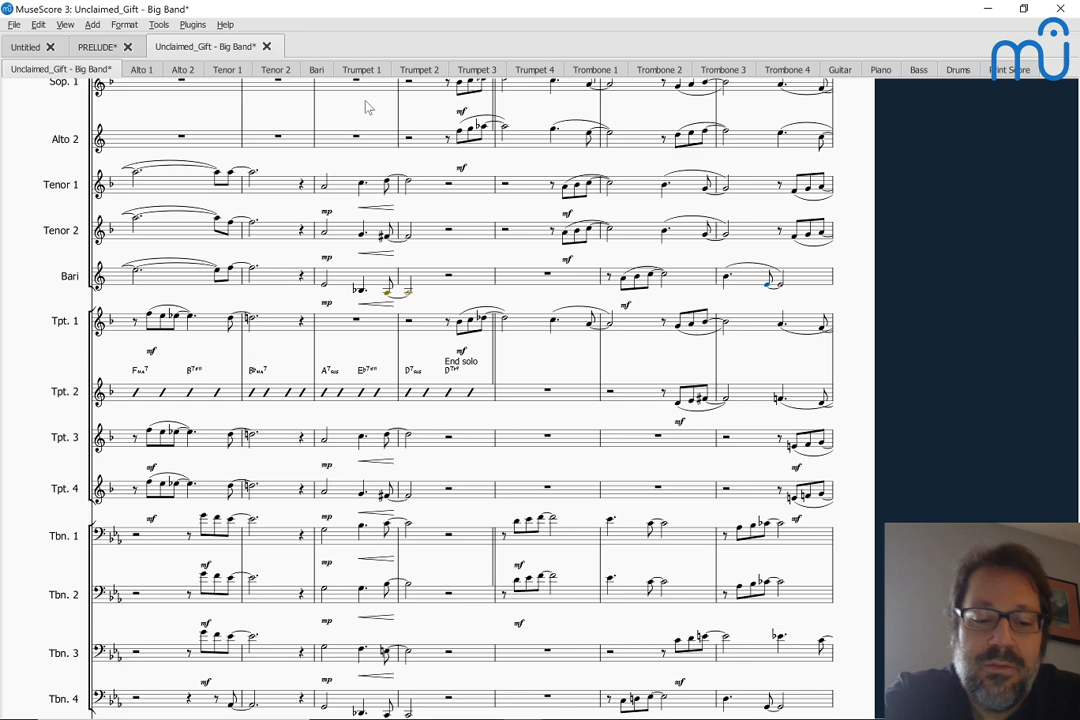 MuseScore 3: Unclaimed_Gift - Big Band*
File Edit View Add Format Tools Plugins Help
Untitled PRELUDE* Unclaimed_Gift - Big Band*
Unclaimed_Gift - Big Band* Alto 1 Alto 2 Tenor 1 Tenor 2 Bari Trumpet 1 Trumpet 2 Trumpet 3 Trumpet 4 Trombone 1 Trombone 2 Trombone 3 Trombone 4 Guitar Piano Bass Drums Print Score
Sop. 1
mf
Alto 2
mf
Tenor 1
mp mf
Tenor 2
mp mf
Bari
mp mf
Tpt. 1
mf mf
End solo
Tpt. 2
mf
Tpt. 3
mf mp mf
Tpt. 4
mf mp mf
Tbn. 1
mf mp mf mf
Tbn. 2
mf mp mf
Tbn. 3
mf mp mf
Tbn. 4